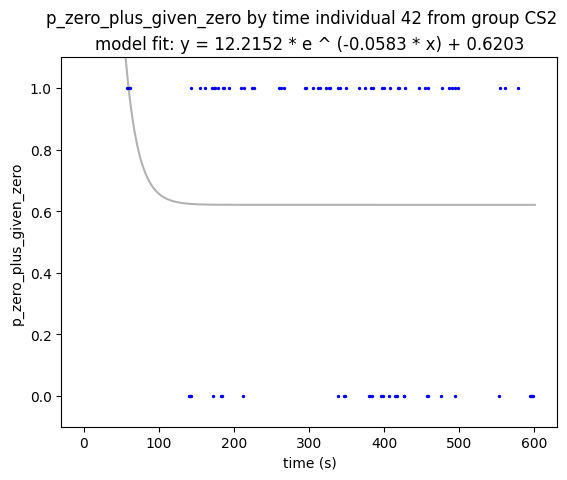 p_zero_plus_given_zero by time individual 42 from group CS2
model fit: y = 12.2152 * e ^ (-0.0583 * x) + 0.6203
p_zero_plus_given_zero
1.0
0.8
0.6
0.4
0.2
0.0
0 100 200 300 400 500 600
time (s)